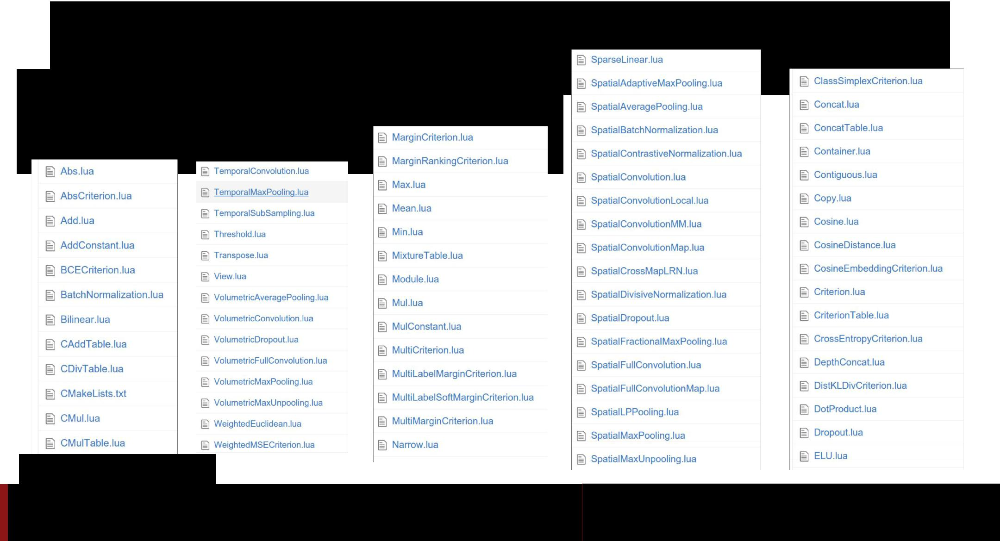 Abs.lua
AbsCriterion.lua
Add.lua
AddConstant.lua
BCECriterion.lua
BatchNormalization.lua
Bilinear.lua
CAddTable.lua
CDivTable.lua
CMakeLists.txt
CMul.lua
CMulTable.lua
TemporalConvolution.lua
TemporalMaxPooling.lua
TemporalSubSampling.lua
Threshold.lua
Transpose.lua
View.lua
VolumetricAveragePooling.lua
VolumetricConvolution.lua
VolumetricDropout.lua
VolumetricFullConvolution.lua
VolumetricMaxPooling.lua
VolumetricMaxUnpooling.lua
WeightedEuclidean.lua
WeightedMSECriterion.lua
MarginCriterion.lua
MarginRankingCriterion.lua
Max.lua
Mean.lua
Min.lua
MixtureTable.lua
Module.lua
Mul.lua
MulConstant.lua
MultiCriterion.lua
MultiLabelMarginCriterion.lua
MultiLabelSoftMarginCriterion.lua
MultiMarginCriterion.lua
Narrow.lua
SparseLinear.lua
SpatialAdaptiveMaxPooling.lua
SpatialAveragePooling.lua
SpatialBatchNormalization.lua
SpatialContrastiveNormalization.lua
SpatialConvolution.lua
SpatialConvolutionLocal.lua
SpatialConvolutionMM.lua
SpatialConvolutionMap.lua
SpatialCrossMapLRN.lua
SpatialDivisiveNormalization.lua
SpatialDropout.lua
SpatialFractionalMaxPooling.lua
SpatialFullConvolution.lua
SpatialFullConvolutionMap.lua
SpatialLPPooling.lua
SpatialMaxPooling.lua
SpatialMaxUnpooling.lua
ClassSimplexCriterion.lua
Concat.lua
ConcatTable.lua
Container.lua
Contiguous.lua
Copy.lua
Cosine.lua
CosineDistance.lua
CosineEmbeddingCriterion.lua
Criterion.lua
CriterionTable.lua
CrossEntropyCriterion.lua
DepthConcat.lua
DistKLDivCriterion.lua
DotProduct.lua
Dropout.lua
ELU.lua